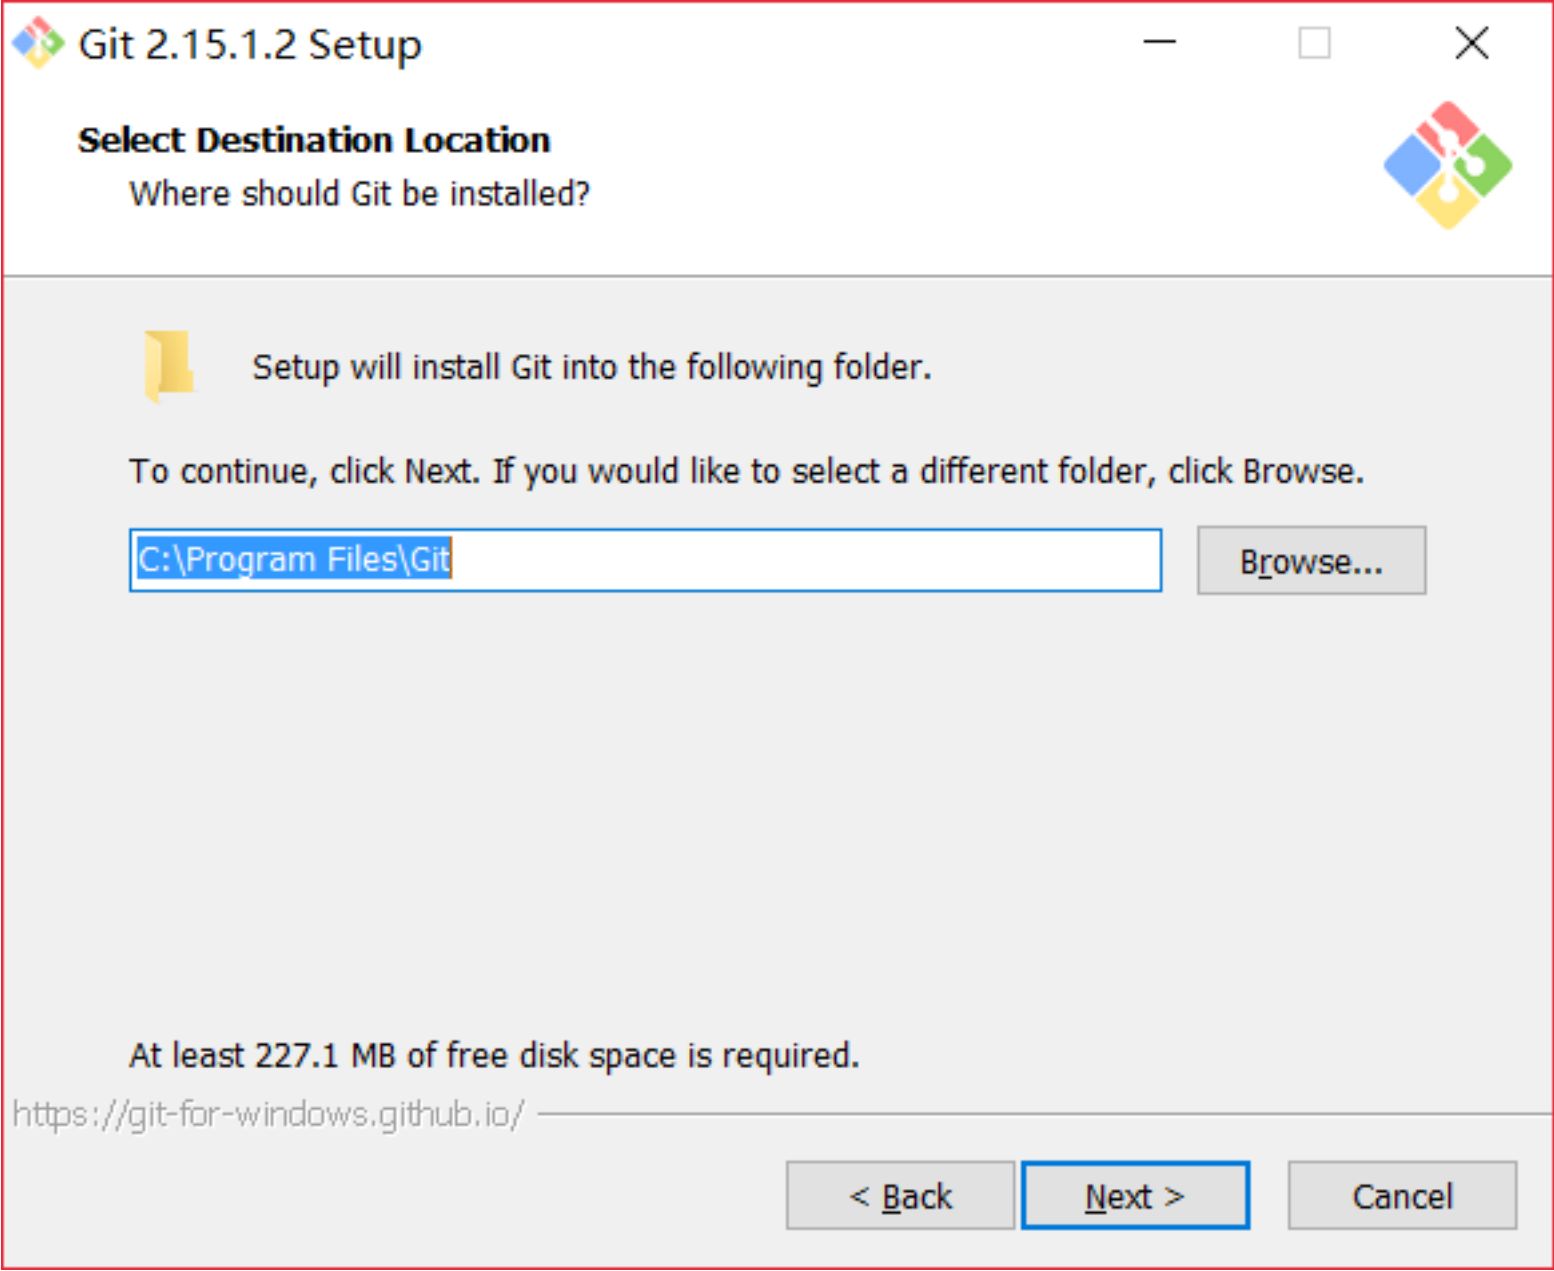 Git 2.15.1.2 Setup
Select Destination Location
Where should Git be installed?
Setup will install Git into the following folder.
To continue, click Next. If you would like to select a different folder, click Browse.
C:\Program Files\Git
Browse...
At least 227.1 MB of free disk space is required.
https://git-for-windows.github.io/
< Back
Next >
Cancel